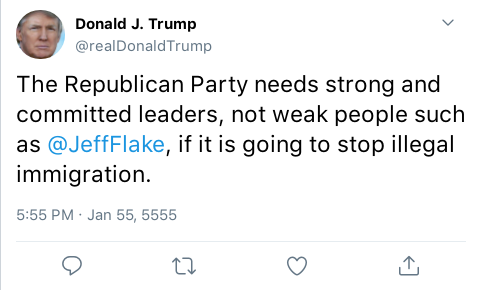 Donald J. Trump
@realDonaldTrump
The Republican Party needs strong and
committed leaders, not weak people such
as @JeffFlake, if it is going to stop illegal
immigration.
5:55 PM · Jan 55, 5555